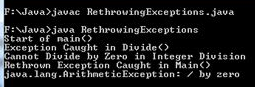 F:\Java>javac RethrowingExceptions.java
F:\Java>java RethrowingExceptions
Start of main()
Exception Caught in Divide()
Cannot Divide by Zero in Integer Division
Rethrown Exception Caught in Main()
java.lang.ArithmeticException: / by zero